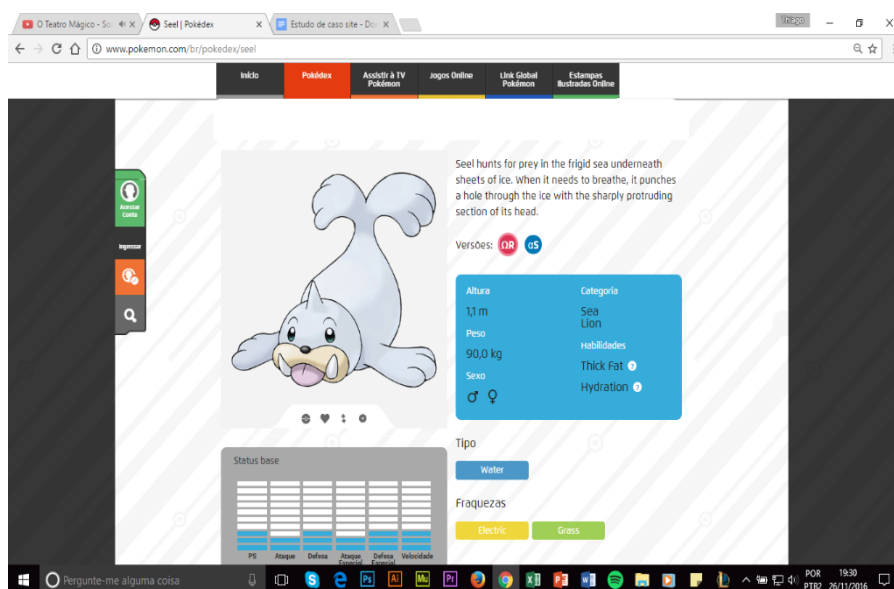 O Teatro Mágico - So
Seel | Pokédex
Estudo de caso site - Do
Thiago
www.pokemon.com/br/pokedex/seel
Início
Pokédex
Assistir à TV
Pokémon
Jogos Online
Link Global
Pokémon
Estampas
Ilustradas Online
Acessar
Conta
Ingressar
Seel hunts for prey in the frigid sea underneath
sheets of ice. When it needs to breathe, it punches
a hole through the ice with the sharply protruding
section of its head.
Versões: ΩR αS
Altura
1,1 m
Peso
90,0 kg
Sexo
♂ ♀
Categoria
Sea
Lion
Habilidades
Thick Fat ?
Hydration ?
Tipo
Water
Fraquezas
Electric Grass
Status base
PS
Ataque
Defesa
Ataque
Especial
Defesa
Especial
Velocidade
Pergunte-me alguma coisa
POR 19:30
PTB2 26/11/2016